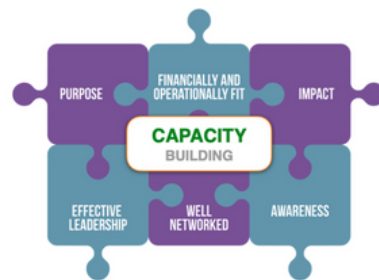 PURPOSE
FINANCIALLY AND
OPERATIONALLY FIT
IMPACT
CAPACITY
BUILDING
EFFECTIVE
LEADERSHIP
WELL
NETWORKED
AWARENESS